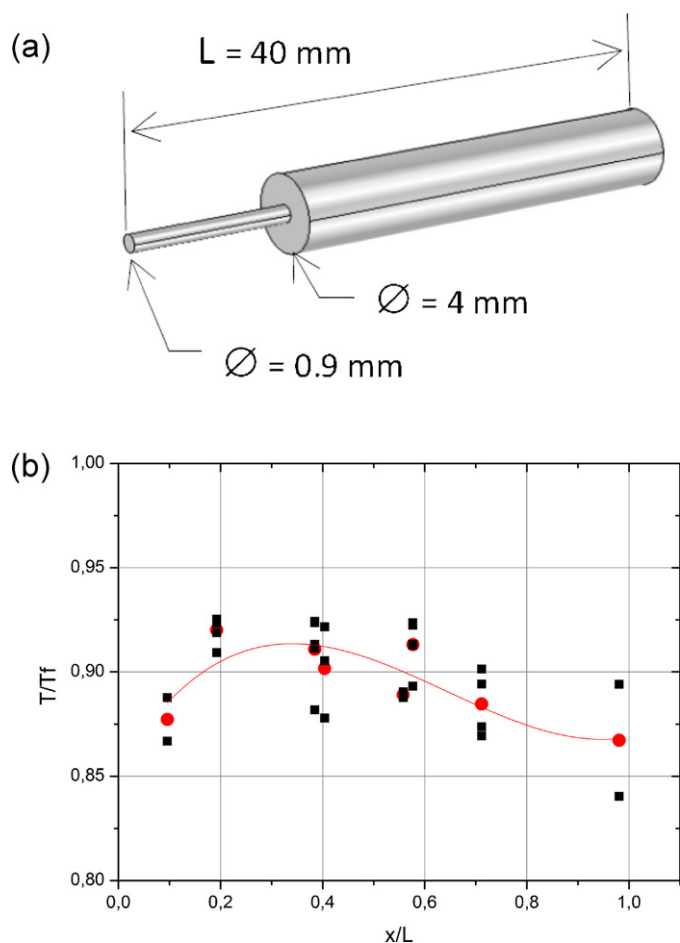 (a)
L = 40 mm
∅ = 4 mm
∅ = 0.9 mm
(b)
1,00
0,95
0,90
0,85
0,80
T/Tf
0,0 0,2 0,4 0,6 0,8 1,0
x/L